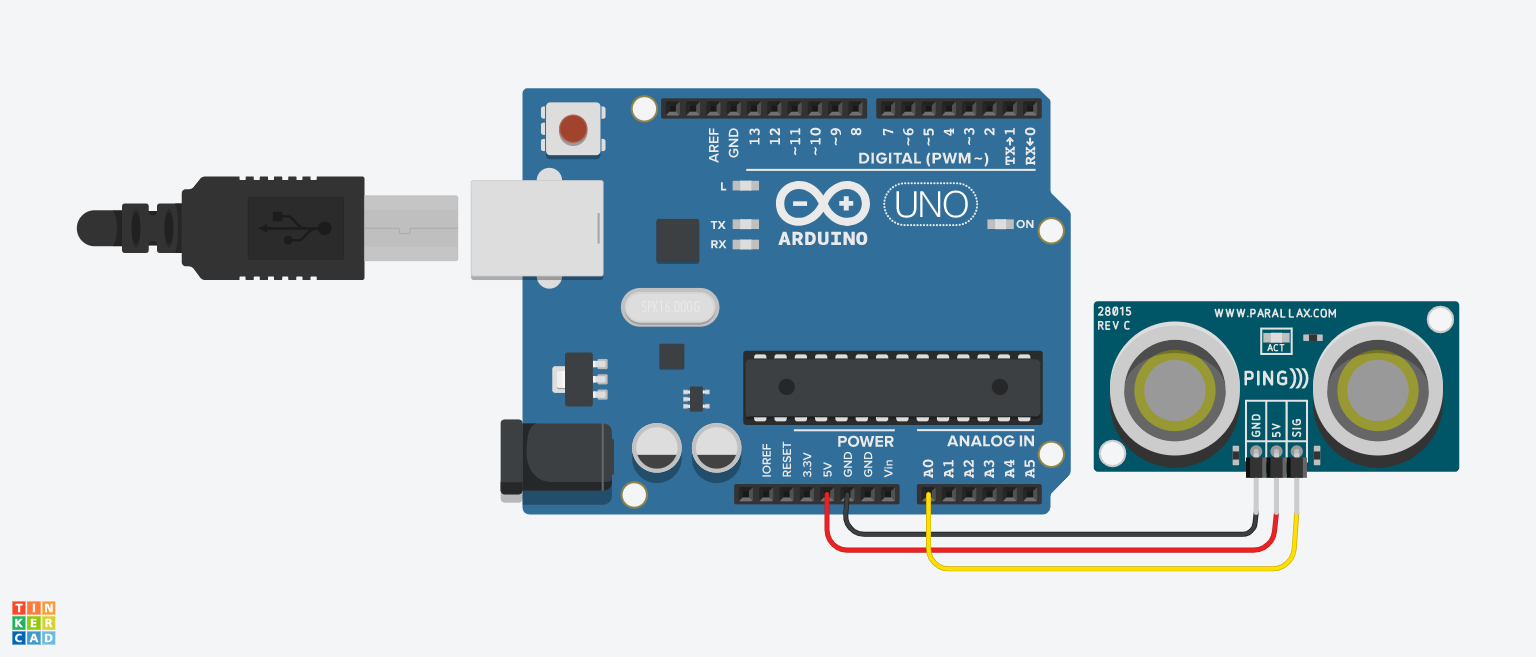 AREF
GND
13
12
~11
~10
~9
8
7
~6
~5
4
~3
2
TX→1
RX←0
DIGITAL (PWM~)
L
TX
RX
UNO
ARDUINO
ON
SPKT6.000G
POWER
ANALOG IN
IOREF
RESET
3.3V
5V
GND
GND
Vin
A0
A1
A2
A3
A4
A5
28015
REV C
WWW.PARALLAX.COM
ACT
PING)))
GND
5V
SIG
TIN
KER
CAD